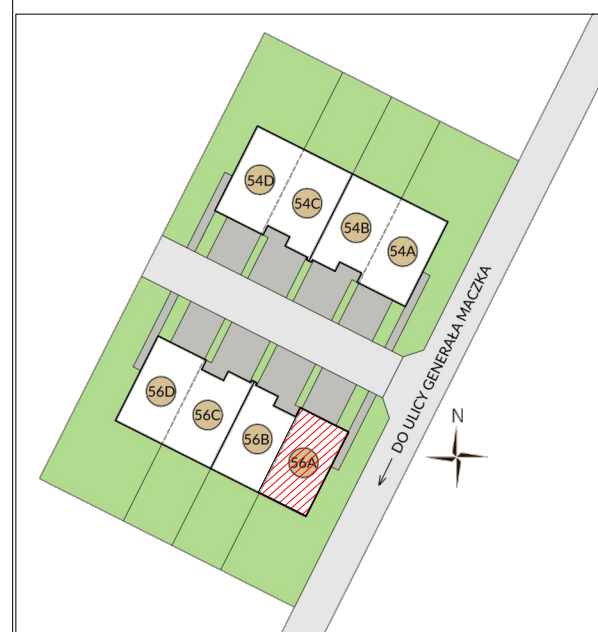 54D
54C
54B
54A
56D
56C
56B
56A
DO ULICY GENERAŁA MACZKA
N